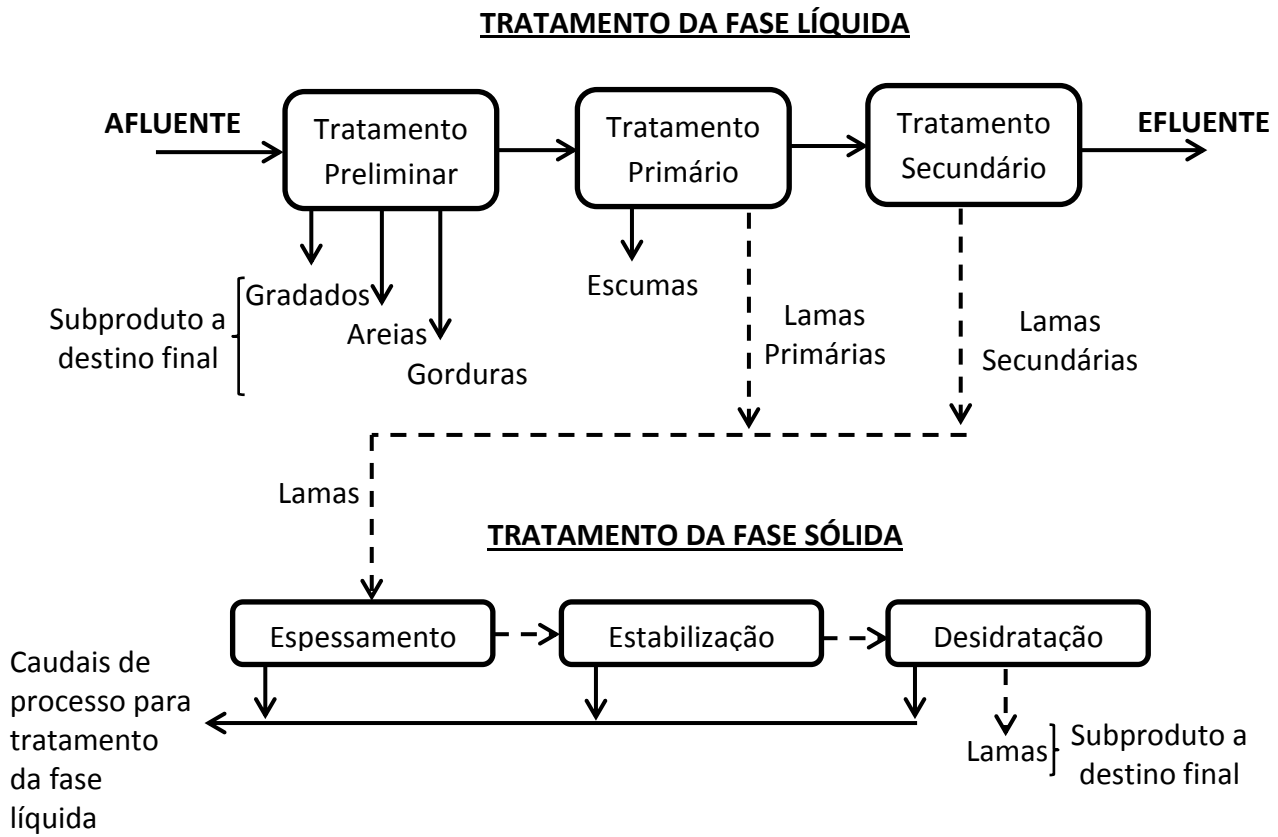 TRATAMENTO DA FASE LÍQUIDA
AFLUENTE
Tratamento
Preliminar
Tratamento
Primário
Tratamento
Secundário
EFLUENTE
Gradados
Areias
Gorduras
Subproduto a
destino final
Escumas
Lamas
Primárias
Lamas
Secundárias
Lamas
TRATAMENTO DA FASE SÓLIDA
Espessamento
Estabilização
Desidratação
Caudais de
processo para
tratamento
da fase
líquida
Lamas
Subproduto a
destino final